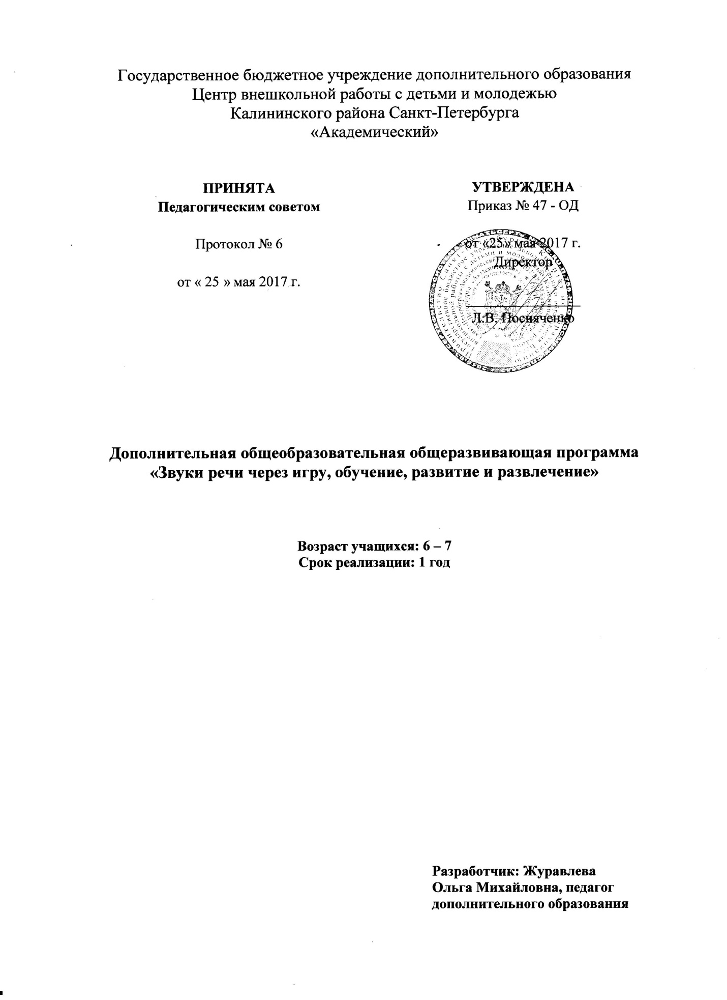 Государственное бюджетное учреждение дополнительного образования
Центр внешкольной работы с детьми и молодежью
Калининского района Санкт-Петербурга
«Академический»
ПРИНЯТА
Педагогическим советом
Протокол № 6
от « 25 » мая 2017 г.
УТВЕРЖДЕНА
Приказ № 47 - ОД
от «25» мая 2017 г.
Директор
Л.В. Посняченко
Дополнительная общеобразовательная общеразвивающая программа
«Звуки речи через игру, обучение, развитие и развлечение»
Возраст учащихся: 6 – 7
Срок реализации: 1 год
Разработчик: Журавлева
Ольга Михайловна, педагог
дополнительного образования